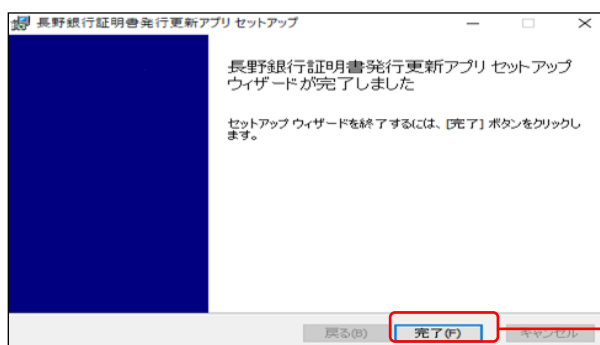 長野銀行証明書発行更新アプリ セットアップ
長野銀行証明書発行更新アプリ セットアップ
ウィザードが完了しました
セットアップ ウィザードを終了するには、[完了] ボタンをクリックし
ます。
戻る(B) 完了(F) キャンセル